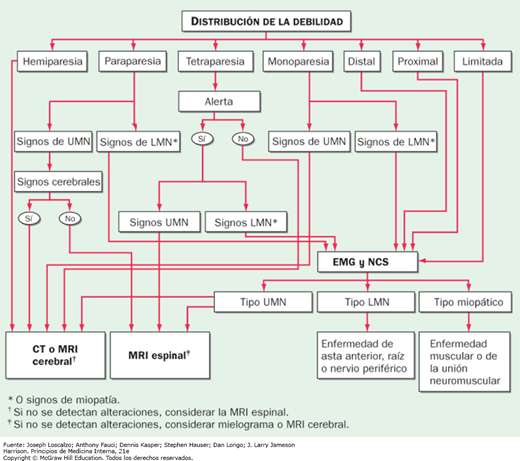 DISTRIBUCIÓN DE LA DEBILIDAD
Hemiparesia
Paraparesia
Tetraparesia
Monoparesia
Distal
Proximal
Limitada
Alerta
Signos de UMN
Signos de LMN*
Sí
No
Signos de UMN
Signos de LMN*
Signos cerebrales
Sí
No
Signos UMN
Signos LMN*
EMG y NCS
Tipo UMN
Tipo LMN
Tipo miopático
CT o MRI
cerebral†
MRI espinal†
Enfermedad de
asta anterior, raíz
o nervio periférico
Enfermedad
muscular o de
la unión
neuromuscular
* O signos de miopatía.
† Si no se detectan alteraciones, considerar la MRI espinal.
† Si no se detectan alteraciones, considerar mielograma o MRI cerebral.
Fuente: Joseph Loscalzo; Anthony Fauci; Dennis Kasper; Stephen Hauser; Dan Longo; J. Larry Jameson
Harrison. Principios de Medicina Interna, 21e
Copyright © McGraw Hill Education. Todos los derechos reservados.